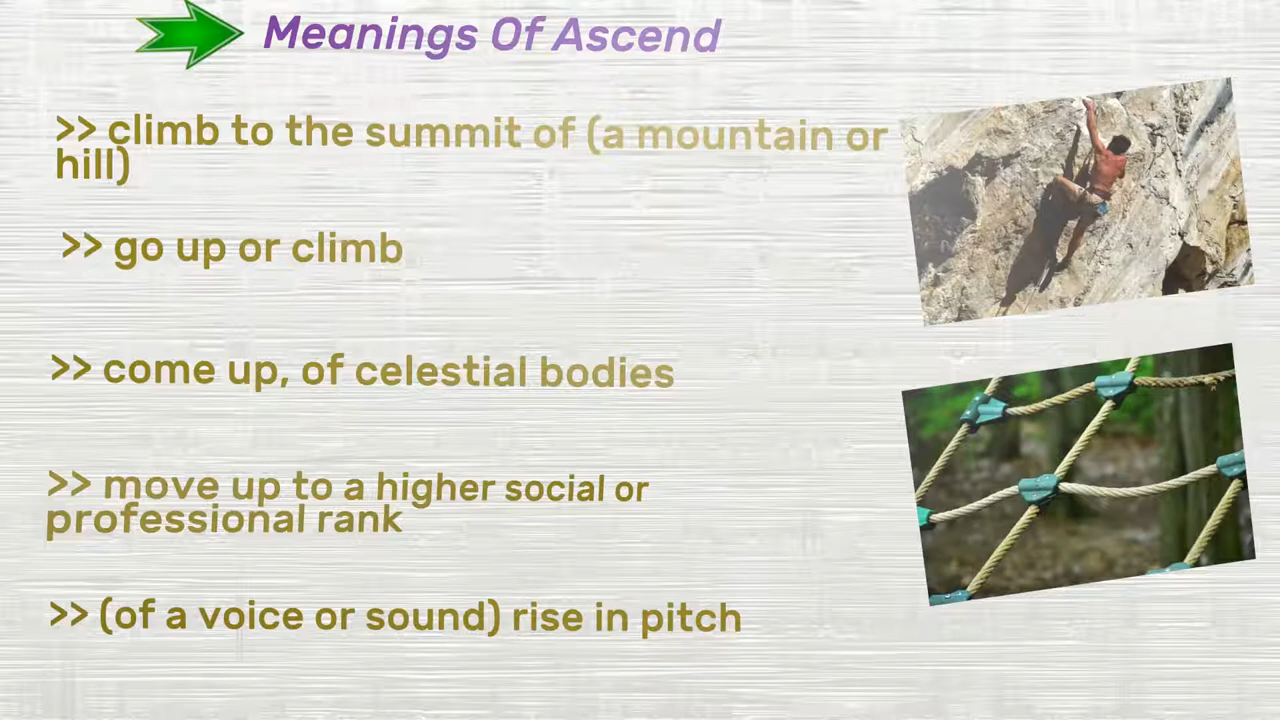 Meanings Of Ascend
>> climb to the summit of (a mountain or
hill)
>> go up or climb
>> come up, of celestial bodies
>> move up to a higher social or
professional rank
>> (of a voice or sound) rise in pitch